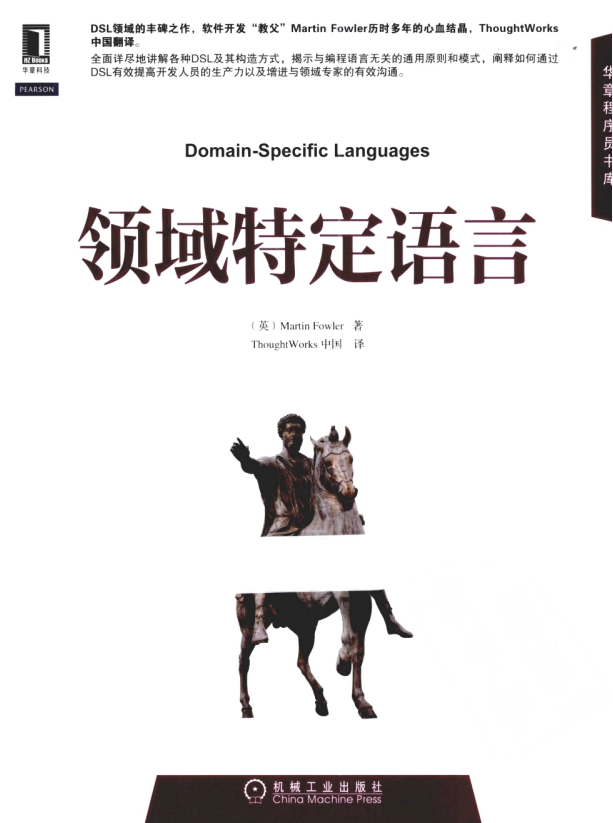 HZ Books
华章科技
PEARSON
DSL领域的丰碑之作，软件开发“教父”Martin Fowler历时多年的心血结晶，ThoughtWorks
中国翻译。
全面详尽地讲解各种DSL及其构造方式，揭示与编程语言无关的通用原则和模式，阐释如何通过
DSL有效提高开发人员的生产力以及增进与领域专家的有效沟通。
华章程序员书库
Domain-Specific Languages
领域特定语言
（英）Martin Fowler 著
ThoughtWorks 中国 译
机械工业出版社
China Machine Press